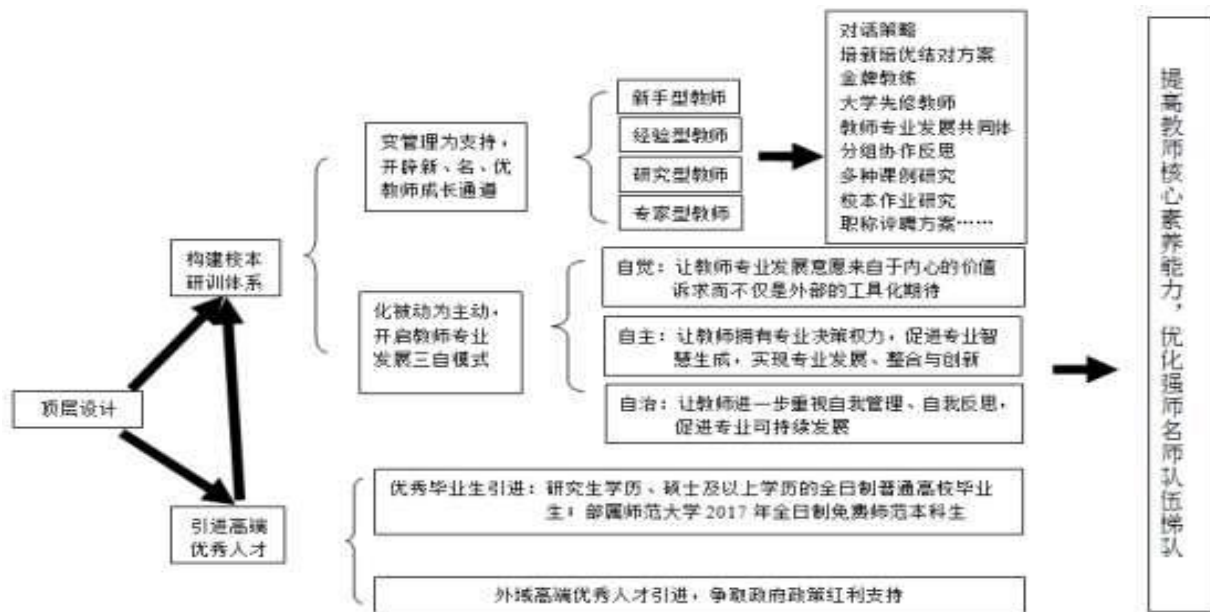 顶层设计
构建校本
研训体系
引进高端
优秀人才
变管理为支持，
开辟新、名、优
教师成长通道
化被动为主动，
开启教师专业
发展三自模式
新手型教师
经验型教师
研究型教师
专家型教师
对话策略
培新培优结对方案
金牌教练
大学先修教师
教师专业发展共同体
分组协作反思
多种课例研究
校本作业研究
职称评聘方案……
自觉：让教师专业发展意愿来自于内心的价值
诉求而不仅是外部的工具化期待
自主：让教师拥有专业决策权力，促进专业智
慧生成，实现专业发展、整合与创新
自治：让教师进一步重视自我管理、自我反思，
促进专业可持续发展
优秀毕业生引进：研究生学历、硕士及以上学历的全日制普通高校毕业
生；部属师范大学2017年全日制免费师范本科生
外域高端优秀人才引进，争取政府政策红利支持
提高教师核心素养能力，优化强师名师队伍梯队